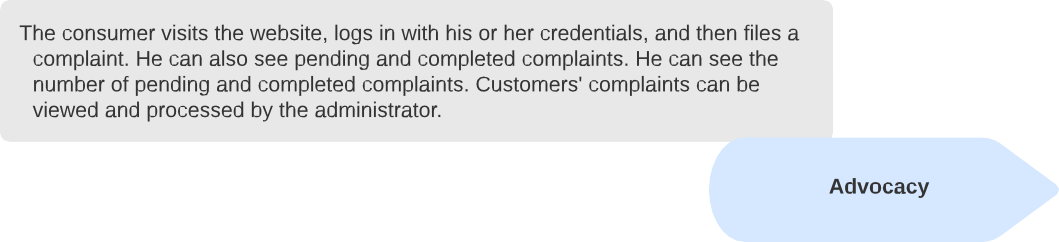 The consumer visits the website, logs in with his or her credentials, and then files a
complaint. He can also see pending and completed complaints. He can see the
number of pending and completed complaints. Customers' complaints can be
viewed and processed by the administrator.
Advocacy